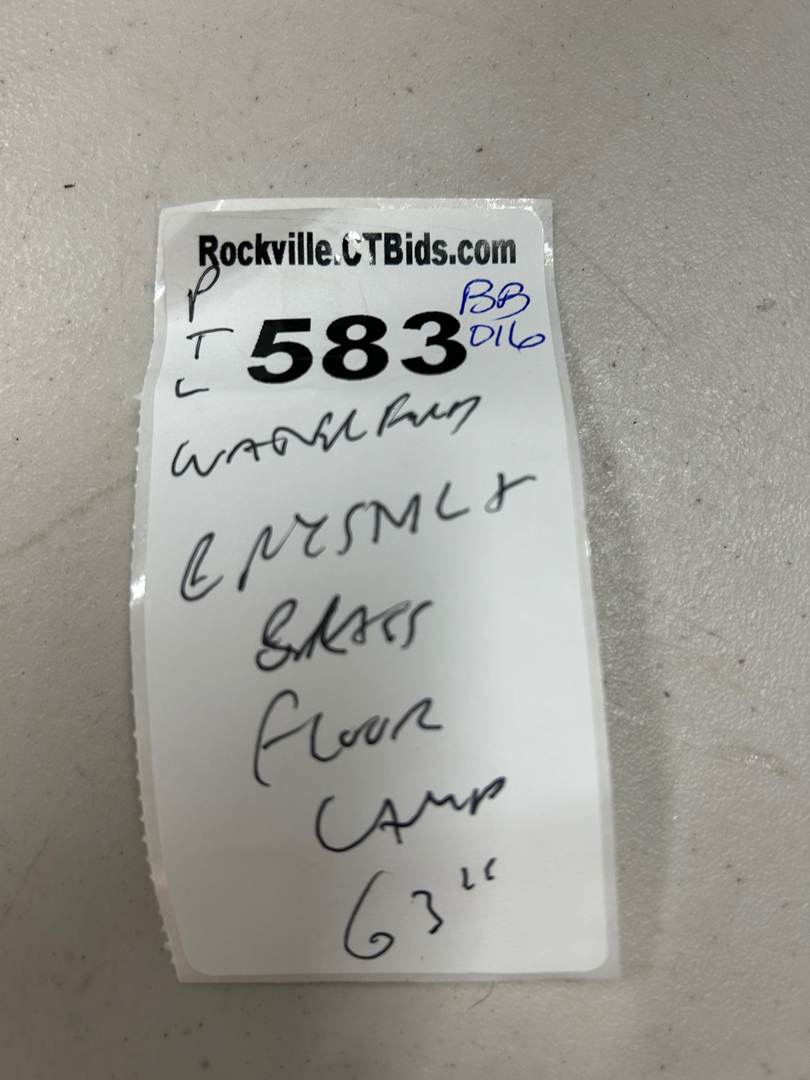 Rockville.CTBids.com
P
T
L
583
BB
016
BRASS
FLOOR
LAMP
63"